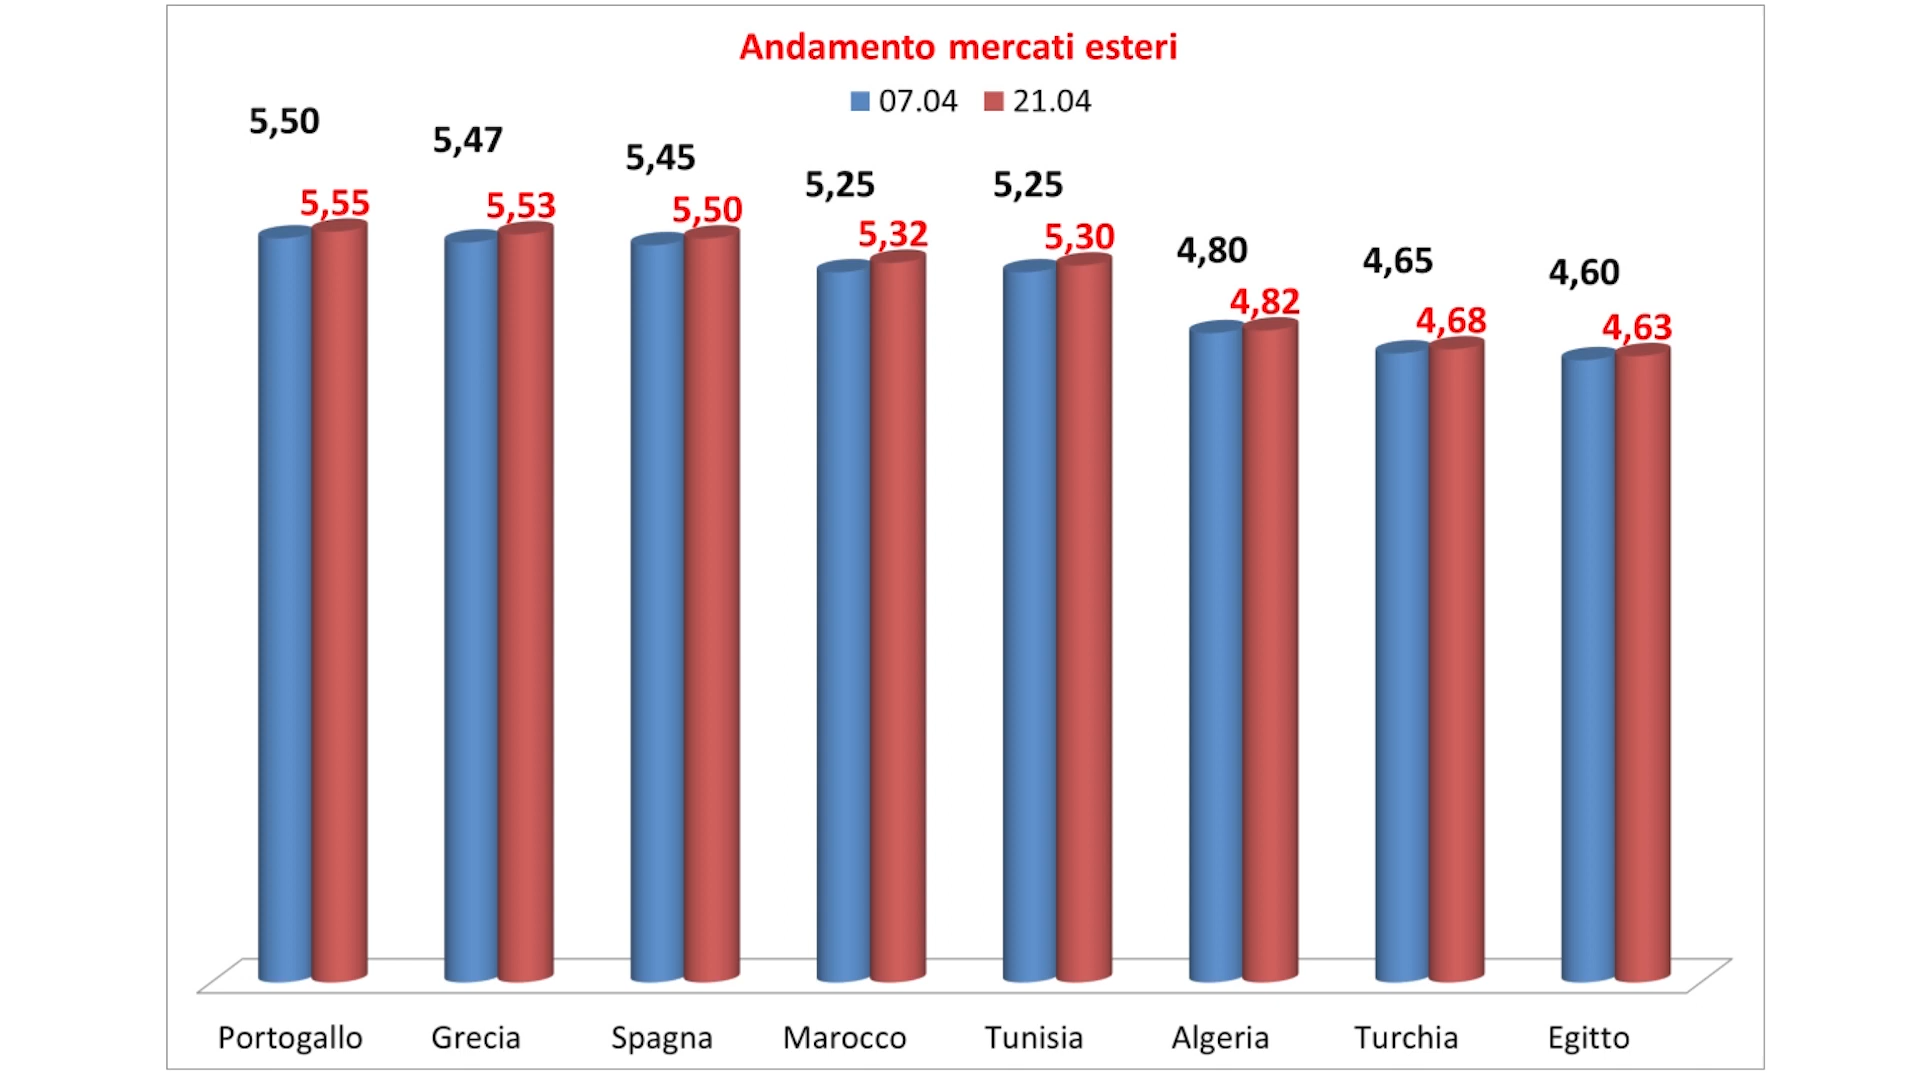 Andamento mercati esteri
07.04 21.04
5,50 5,47 5,45 5,25 5,25 4,80 4,65 4,60
5,55 5,53 5,50 5,32 5,30 4,82 4,68 4,63
Portogallo Grecia Spagna Marocco Tunisia Algeria Turchia Egitto